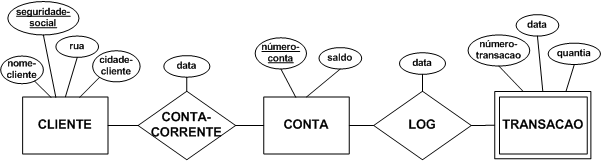 seguridade-
social
nome-
cliente
rua
cidade-
cliente
data
número-
conta
saldo
data
número-
transacao
data
quantia
CLIENTE
CONTA-
CORRENTE
CONTA
LOG
TRANSACAO